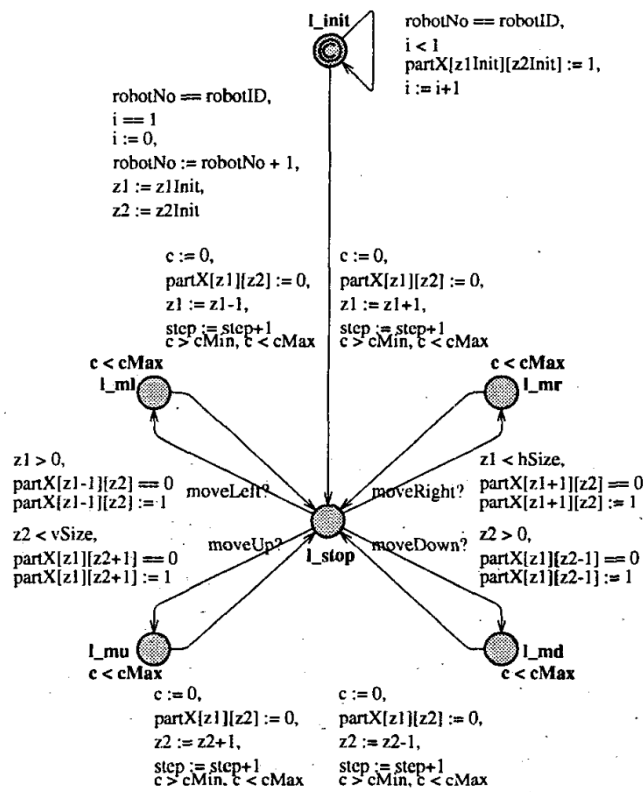 l_init
robotNo == robotID,
i < 1
partX[z1Init][z2Init] := 1,
i := i+1
robotNo == robotID,
i == 1
i := 0,
robotNo := robotNo + 1,
z1 := z1Init,
z2 := z2Init
c := 0,
partX[z1][z2] := 0,
z1 := z1-1,
step := step+1
c > cMin, c < cMax
c := 0,
partX[z1][z2] := 0,
z1 := z1+1,
step := step+1
c > cMin, c < cMax
c < cMax
l_ml
c < cMax
l_mr
z1 > 0,
partX[z1-1][z2] == 0
partX[z1-1][z2] := 1
moveLeft?
moveRight?
z1 < hSize,
partX[z1+1][z2] == 0
partX[z1+1][z2] := 1
z2 < vSize,
partX[z1][z2+1] == 0
partX[z1][z2+1] := 1
moveUp?
l_stop
moveDown?
z2 > 0,
partX[z1][z2-1] == 0
partX[z1][z2-1] := 1
l_mu
c < cMax
l_md
c < cMax
c := 0,
partX[z1][z2] := 0,
z2 := z2+1,
step := step+1
c > cMin, c < cMax
c := 0,
partX[z1][z2] := 0,
z2 := z2-1,
step := step+1
c > cMin, c < cMax